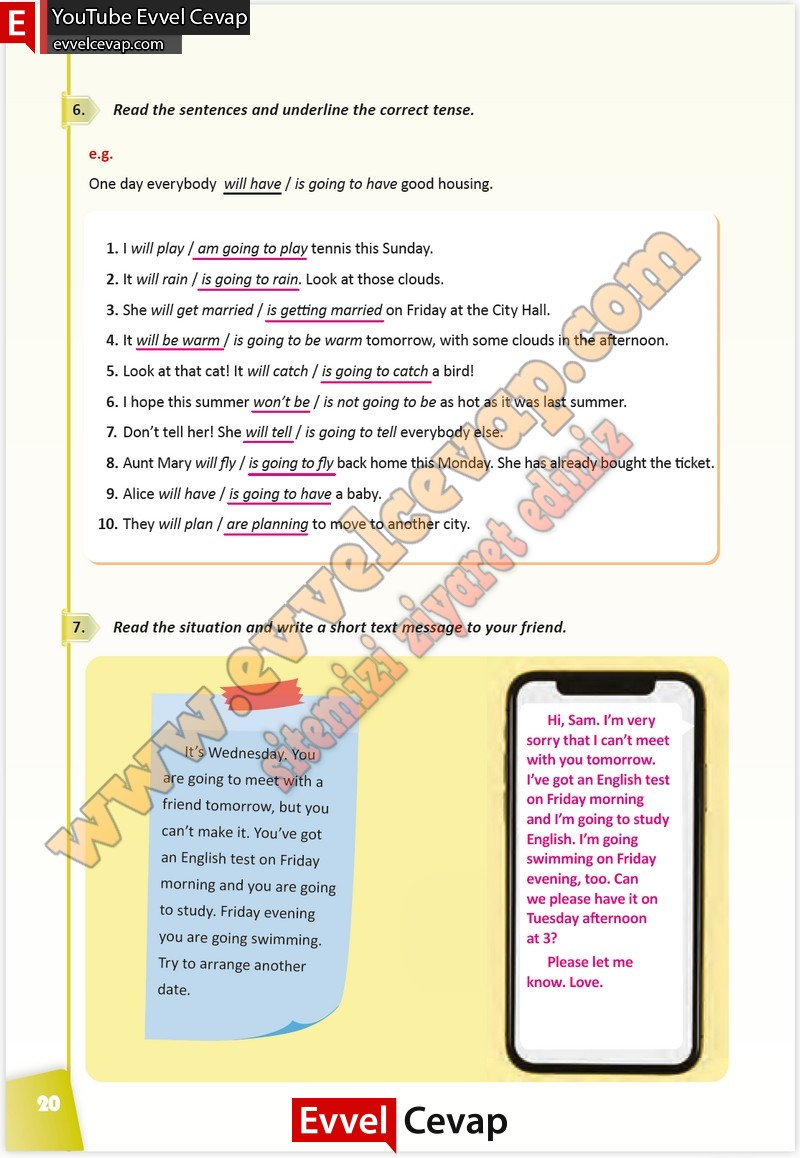 E YouTube Evvel Cevap
evvelcevap.com
6. Read the sentences and underline the correct tense.
e.g.
One day everybody will have / is going to have good housing.
1. I will play / am going to play tennis this Sunday.
2. It will rain / is going to rain. Look at those clouds.
3. She will get married / is getting married on Friday at the City Hall.
4. It will be warm / is going to be warm tomorrow, with some clouds in the afternoon.
5. Look at that cat! It will catch / is going to catch a bird!
6. I hope this summer won't be / is not going to be as hot as it was last summer.
7. Don't tell her! She will tell / is going to tell everybody else.
8. Aunt Mary will fly / is going to fly back home this Monday. She has already bought the ticket.
9. Alice will have / is going to have a baby.
10. They will plan / are planning to move to another city.
www.evvelcevap.com
sitemizi ziyaret ediniz
7. Read the situation and write a short text message to your friend.
It's Wednesday. You
are going to meet with a
friend tomorrow, but you
can't make it. You've got
an English test on Friday
morning and you are going
to study. Friday evening
you are going swimming.
Try to arrange another
date.
Hi, Sam. I'm very
sorry that I can't meet
with you tomorrow.
I've got an English test
on Friday morning
and I'm going to study
English. I'm going
swimming on Friday
evening, too. Can
we please have it on
Tuesday afternoon
at 3?
Please let me
know. Love.
20
Evvel Cevap